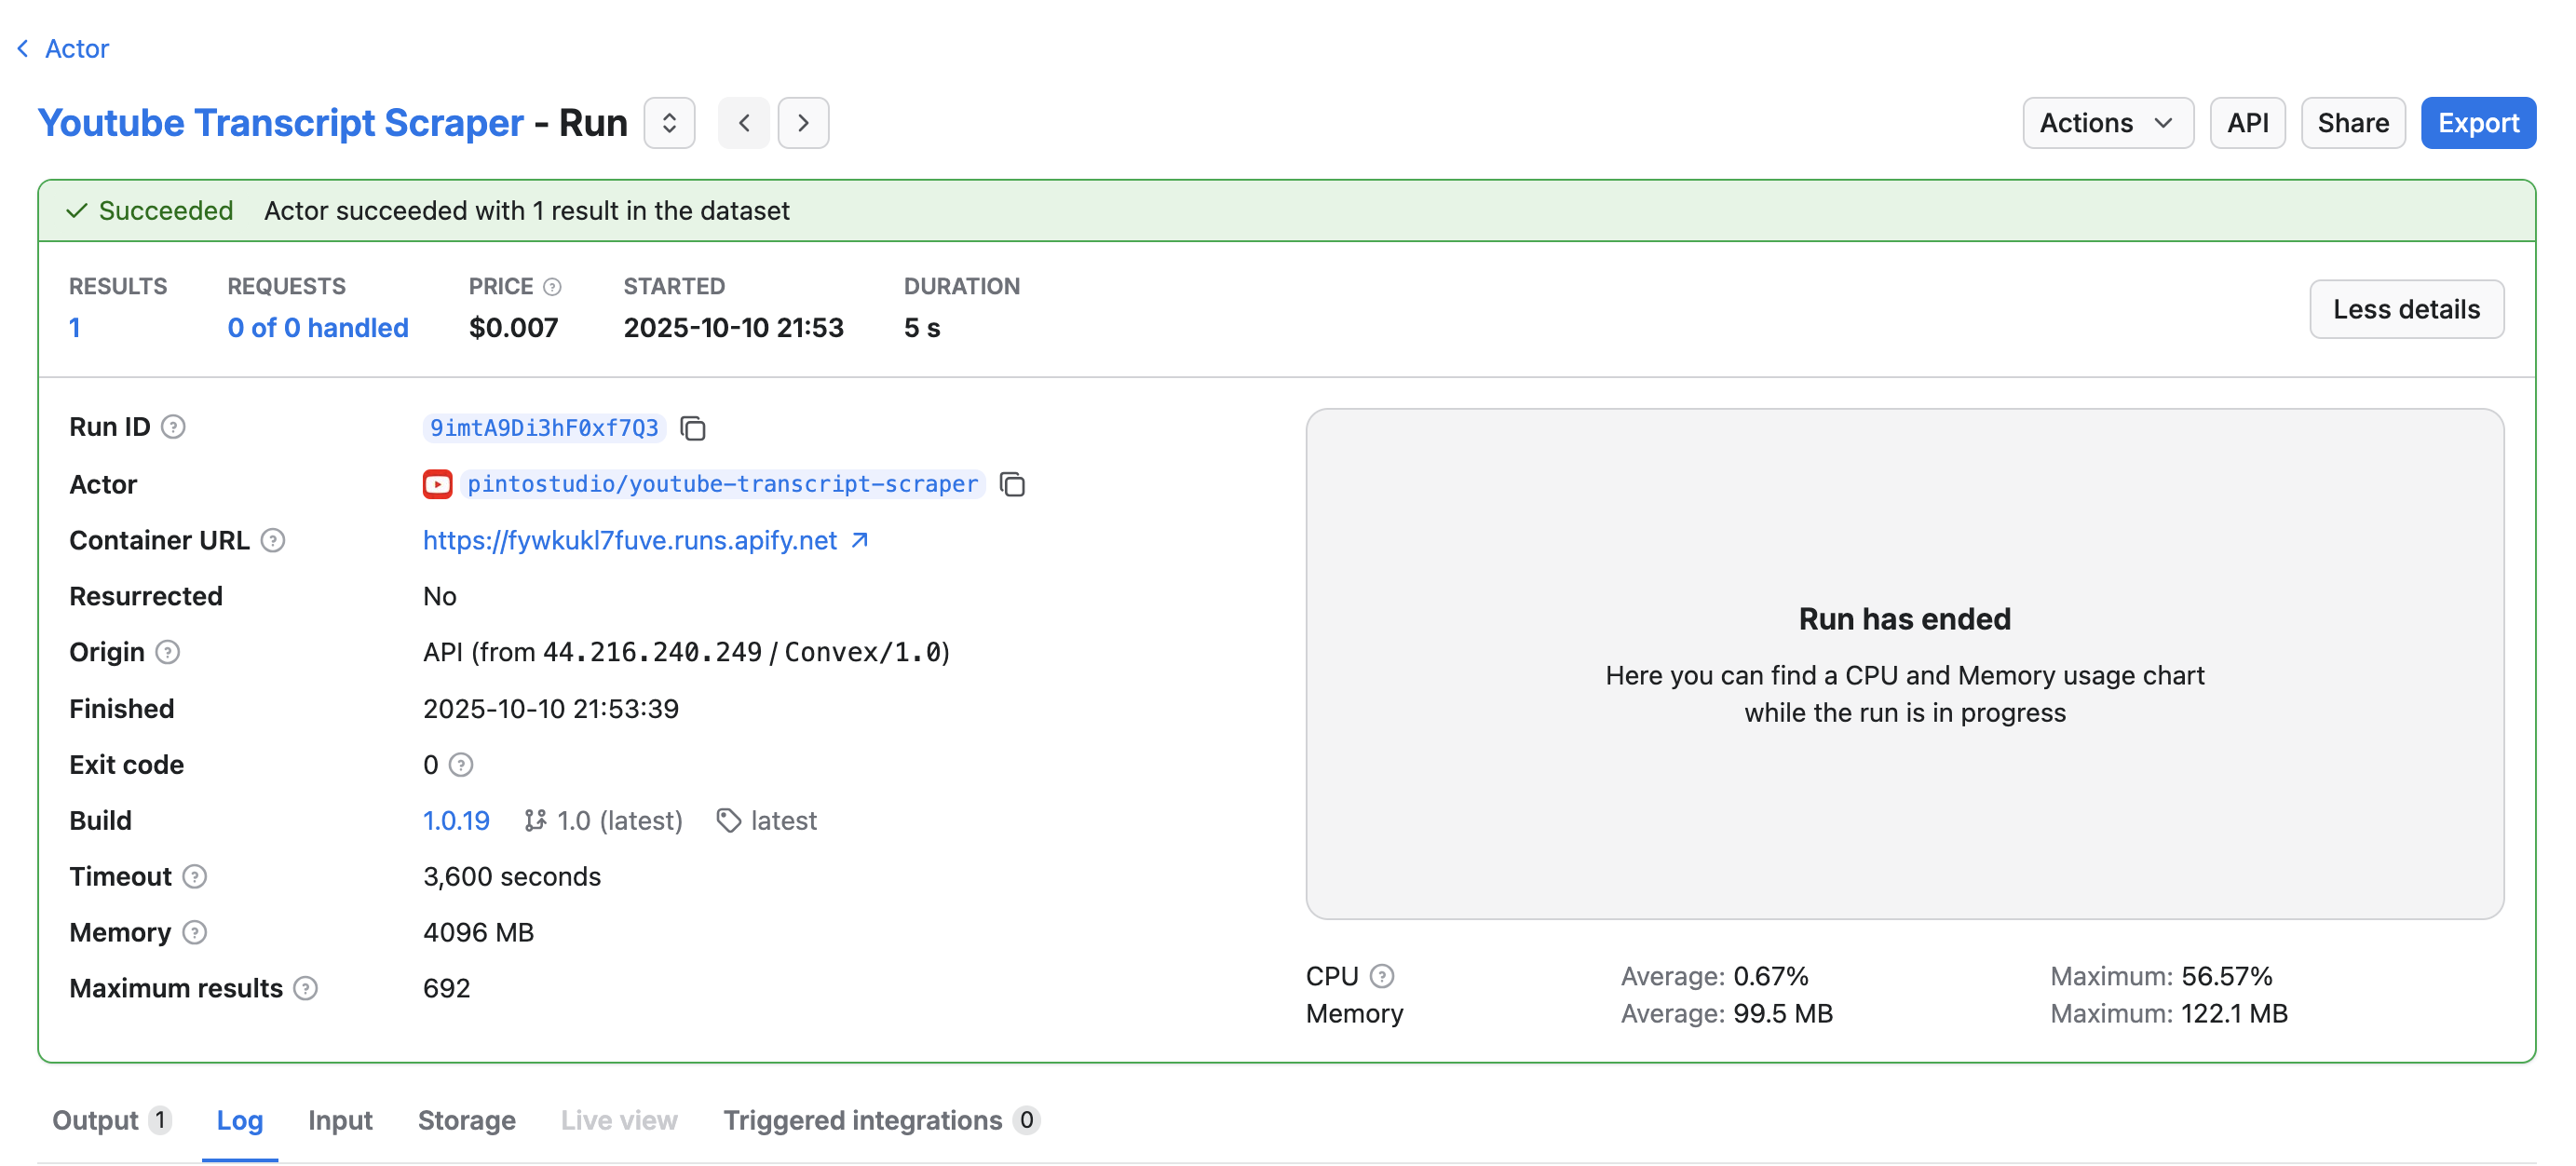 Actor
Youtube Transcript Scraper - Run
Actions API Share Export
Succeeded Actor succeeded with 1 result in the dataset
RESULTS REQUESTS PRICE STARTED DURATION
1 0 of 0 handled $0.007 2025-10-10 21:53 5 s
Less details
Run ID 9imtA9Di3hF0xf7Q3
Actor pintostudio/youtube-transcript-scraper
Container URL https://fywkukl7fuve.runs.apify.net
Resurrected No
Origin API (from 44.216.240.249 / Convex/1.0)
Finished 2025-10-10 21:53:39
Exit code 0
Build 1.0.19 1.0 (latest) latest
Timeout 3,600 seconds
Memory 4096 MB
Maximum results 692
Run has ended
Here you can find a CPU and Memory usage chart
while the run is in progress
CPU Average: 0.67% Maximum: 56.57%
Memory Average: 99.5 MB Maximum: 122.1 MB
Output 1 Log Input Storage Live view Triggered integrations 0